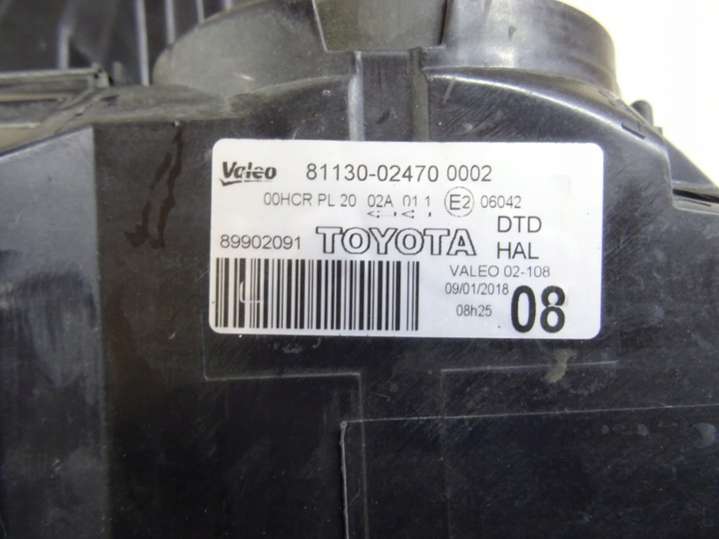 Valeo 81130-02470 0002
00HCR PL 20 02A 01 1 E2 06042
89902091 TOYOTA DTD
HAL
VALEO 02-108
09/01/2018
08h25 08